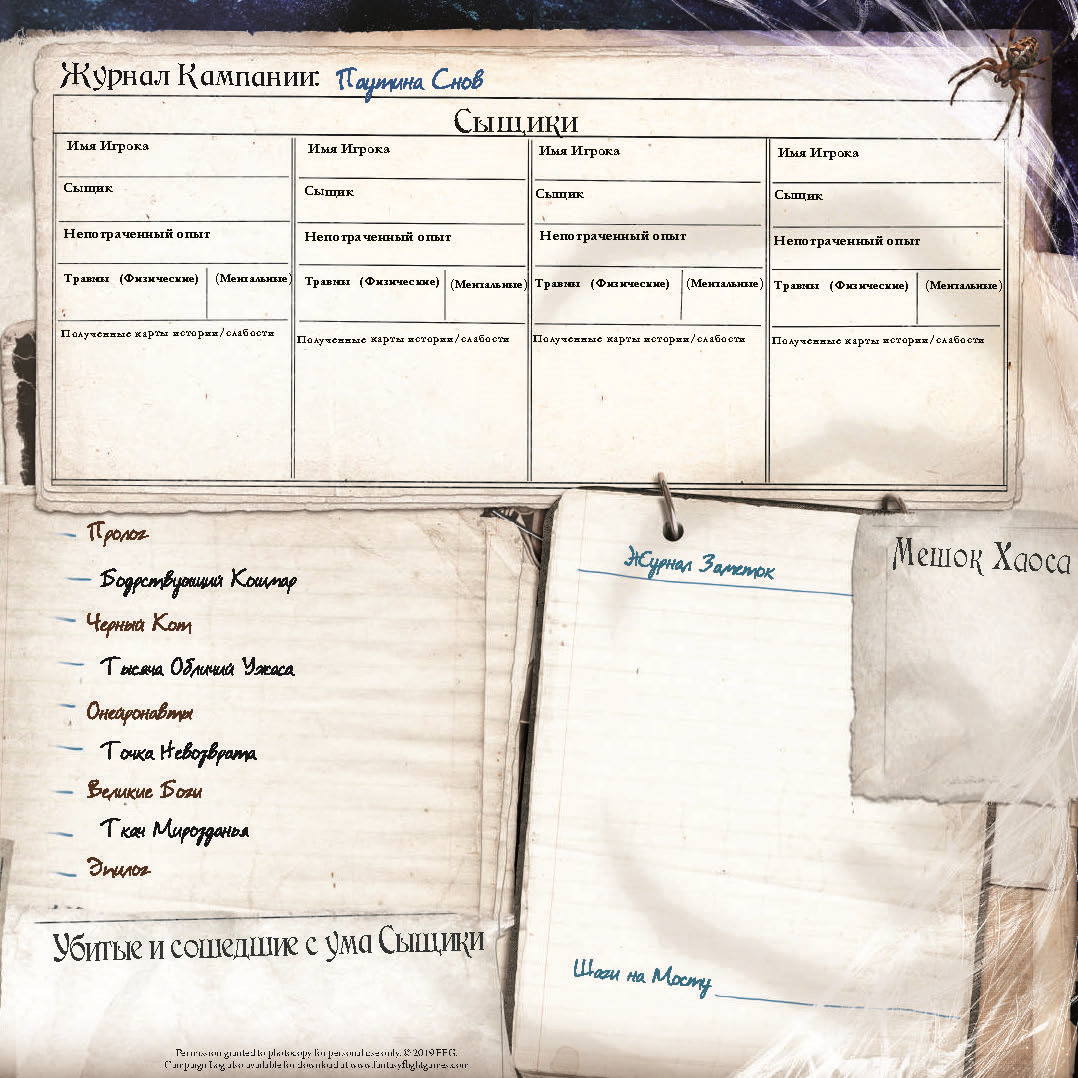 Журнал Кампании: Паутина Снов
Сыщики
Имя Игрока
Сыщик
Непотраченный опыт
Травмы (Физические) (Ментальные)
Полученные карты истории/слабости
Имя Игрока
Сыщик
Непотраченный опыт
Травмы (Физические) (Ментальные)
Полученные карты истории/слабости
Имя Игрока
Сыщик
Непотраченный опыт
Травмы (Физические) (Ментальные)
Полученные карты истории/слабости
Имя Игрока
Сыщик
Непотраченный опыт
Травмы (Физические) (Ментальные)
Полученные карты истории/слабости
Пролог
Бодрствующий Кошмар
Черный Кот
Тысяча Обличий Ужаса
Онейронавты
Точка Невозврата
Великие Боги
Ткач Мирозданья
Эпилог
Убитые и сошедшие с ума Сыщики
Журнал Заметок
Шаги на Мосту
Мешок Хаоса
Permission granted to photocopy for personal use only. © 2019 FFG.
Campaign Log also available for download at www.fantasyflightgames.com